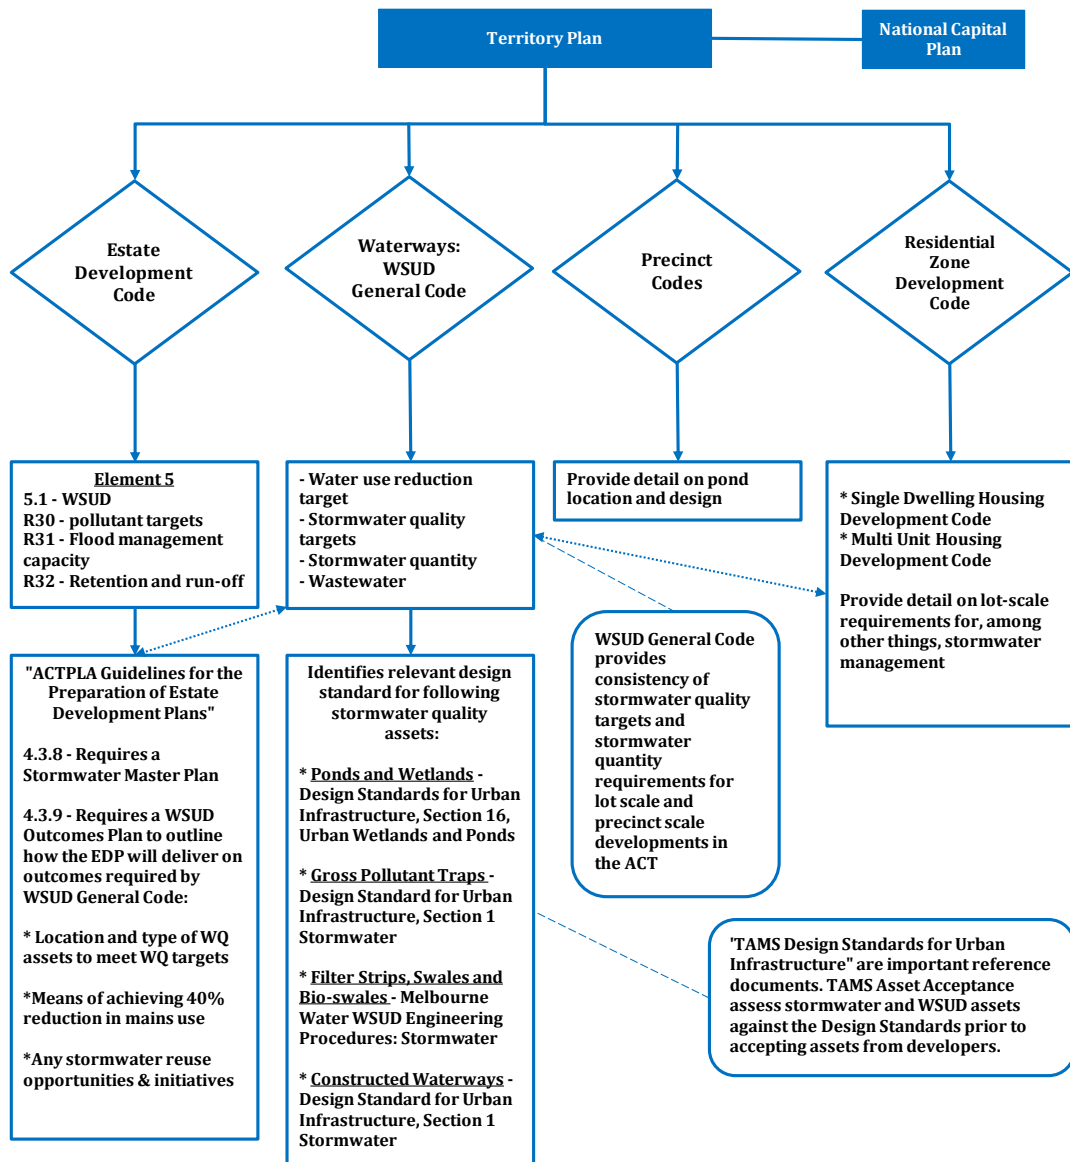 Territory Plan
National Capital
Plan
Estate
Development
Code
Waterways:
WSUD
General Code
Precinct
Codes
Residential
Zone
Development
Code
Element 5
5.1 - WSUD
R30 - pollutant targets
R31 - Flood management
capacity
R32 - Retention and run-off
- Water use reduction
target
- Stormwater quality
targets
- Stormwater quantity
- Wastewater
Provide detail on pond
location and design
* Single Dwelling Housing
Development Code
* Multi Unit Housing
Development Code
Provide detail on lot-scale
requirements for, among
other things, stormwater
management
"ACTPLA Guidelines for the
Preparation of Estate
Development Plans"
4.3.8 - Requires a
Stormwater Master Plan
4.3.9 - Requires a WSUD
Outcomes Plan to outline
how the EDP will deliver on
outcomes required by
WSUD General Code:
* Location and type of WQ
assets to meet WQ targets
*Means of achieving 40%
reduction in mains use
*Any stormwater reuse
opportunities & initiatives
Identifies relevant design
standard for following
stormwater quality
assets:
* Ponds and Wetlands -
Design Standards for Urban
Infrastructure, Section 16,
Urban Wetlands and Ponds
* Gross Pollutant Traps -
Design Standard for Urban
Infrastructure, Section 1
Stormwater
* Filter Strips, Swales and
Bio-swales - Melbourne
Water WSUD Engineering
Procedures: Stormwater
* Constructed Waterways -
Design Standard for Urban
Infrastructure, Section 1
Stormwater
WSUD General Code
provides
consistency of
stormwater quality
targets and
stormwater
quantity
requirements for
lot scale and
precinct scale
developments in
the ACT
'TAMS Design Standards for Urban
Infrastructure" are important reference
documents. TAMS Asset Acceptance
assess stormwater and WSUD assets
against the Design Standards prior to
accepting assets from developers.